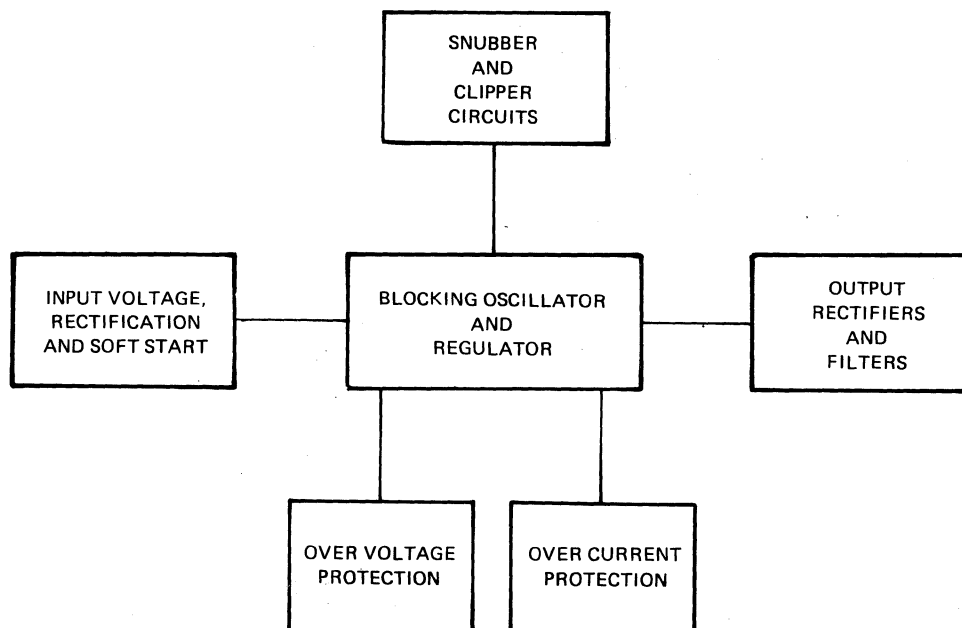 SNUBBER
AND
CLIPPER
CIRCUITS
INPUT VOLTAGE,
RECTIFICATION
AND SOFT START
BLOCKING OSCILLATOR
AND
REGULATOR
OUTPUT
RECTIFIERS
AND
FILTERS
OVER VOLTAGE
PROTECTION
OVER CURRENT
PROTECTION